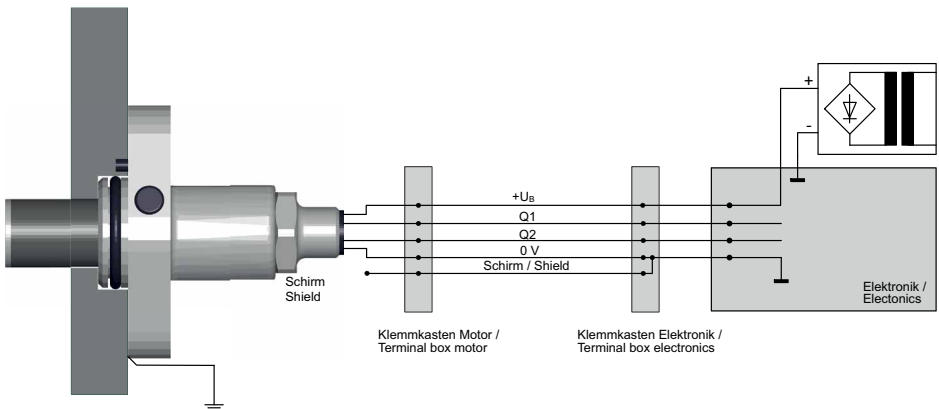 +
-
+UB
Q1
Q2
0 V
Schirm / Shield
Schirm
Shield
Elektronik /
Electonics
Klemmkasten Motor /
Terminal box motor
Klemmkasten Elektronik /
Terminal box electronics